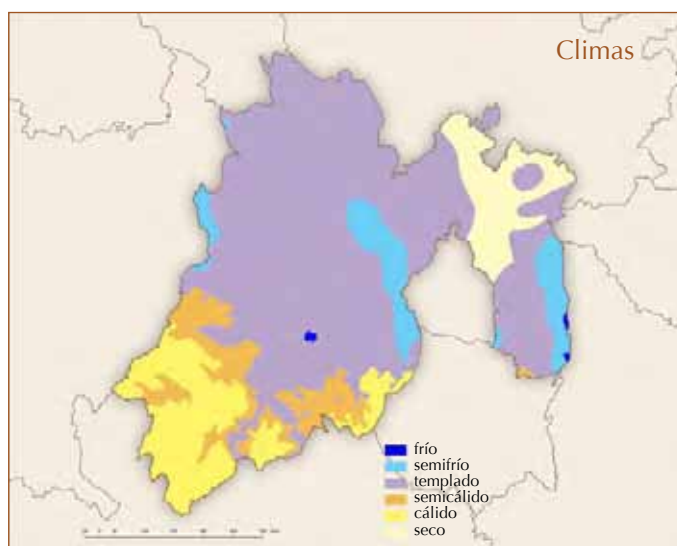 Climas
frío
semifrío
templado
semicálido
cálido
seco